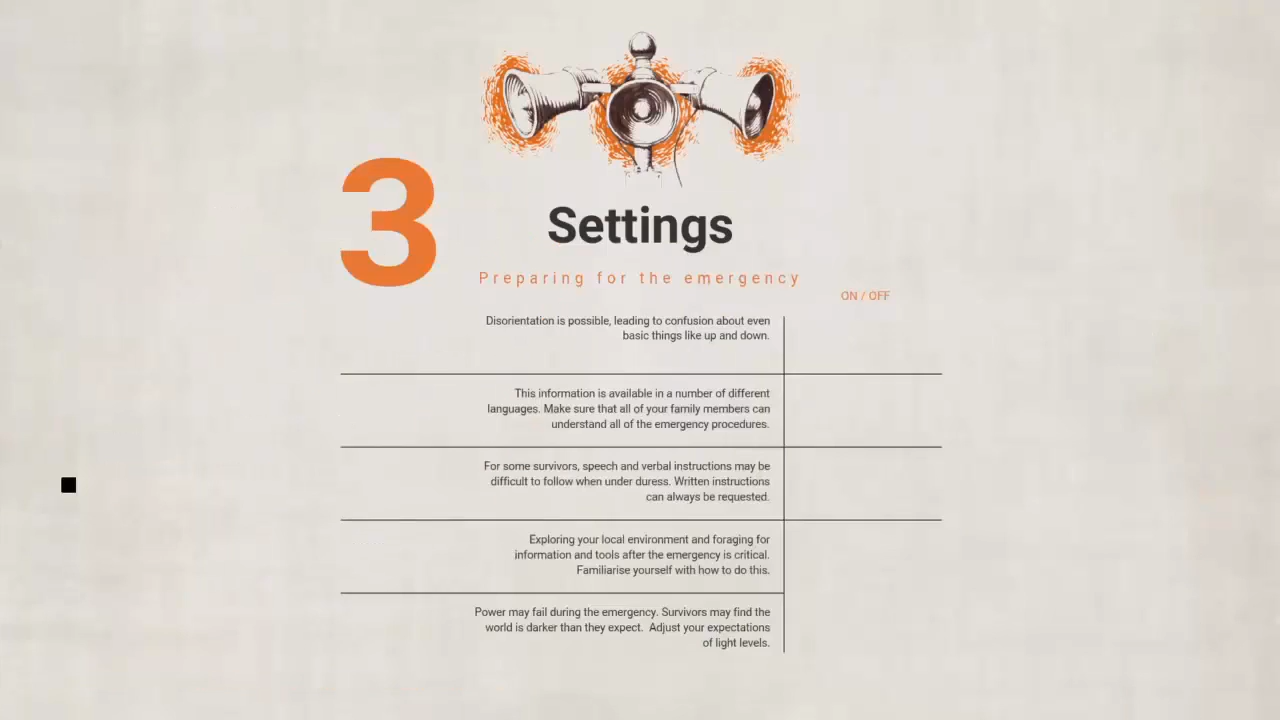 3
Settings
Preparing for the emergency
ON / OFF
Disorientation is possible, leading to confusion about even
basic things like up and down.
This information is available in a number of different
languages. Make sure that all of your family members can
understand all of the emergency procedures.
For some survivors, speech and verbal instructions may be
difficult to follow when under duress. Written instructions
can always be requested.
Exploring your local environment and foraging for
information and tools after the emergency is critical.
Familiarise yourself with how to do this.
Power may fail during the emergency. Survivors may find the
world is darker than they expect.  Adjust your expectations
of light levels.